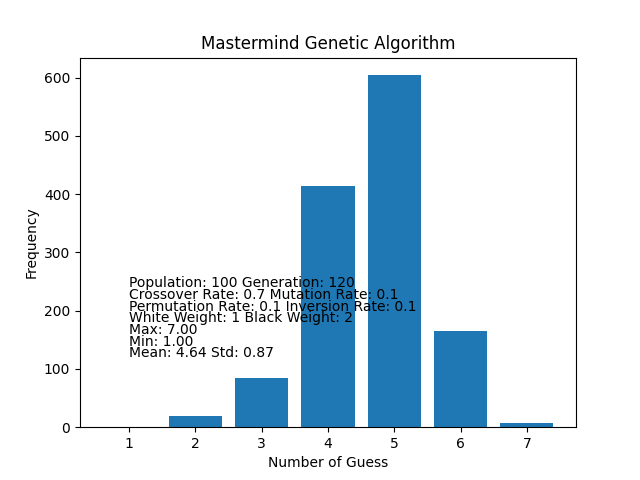 Mastermind Genetic Algorithm
600
500
400
300
200
100
0
Frequency
Population: 100 Generation: 120
Crossover Rate: 0.7 Mutation Rate: 0.1
Permutation Rate: 0.1 Inversion Rate: 0.1
White Weight: 1 Black Weight: 2
Max: 7.00
Min: 1.00
Mean: 4.64 Std: 0.87
1 2 3 4 5 6 7
Number of Guess